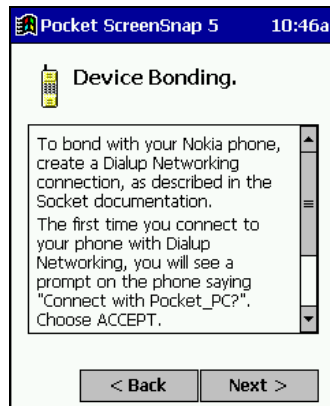 Pocket ScreenSnap 5 10:46a
Device Bonding.
To bond with your Nokia phone,
create a Dialup Networking
connection, as described in the
Socket documentation.
The first time you connect to
your phone with Dialup
Networking, you will see a
prompt on the phone saying
"Connect with Pocket_PC?".
Choose ACCEPT.
< Back Next >